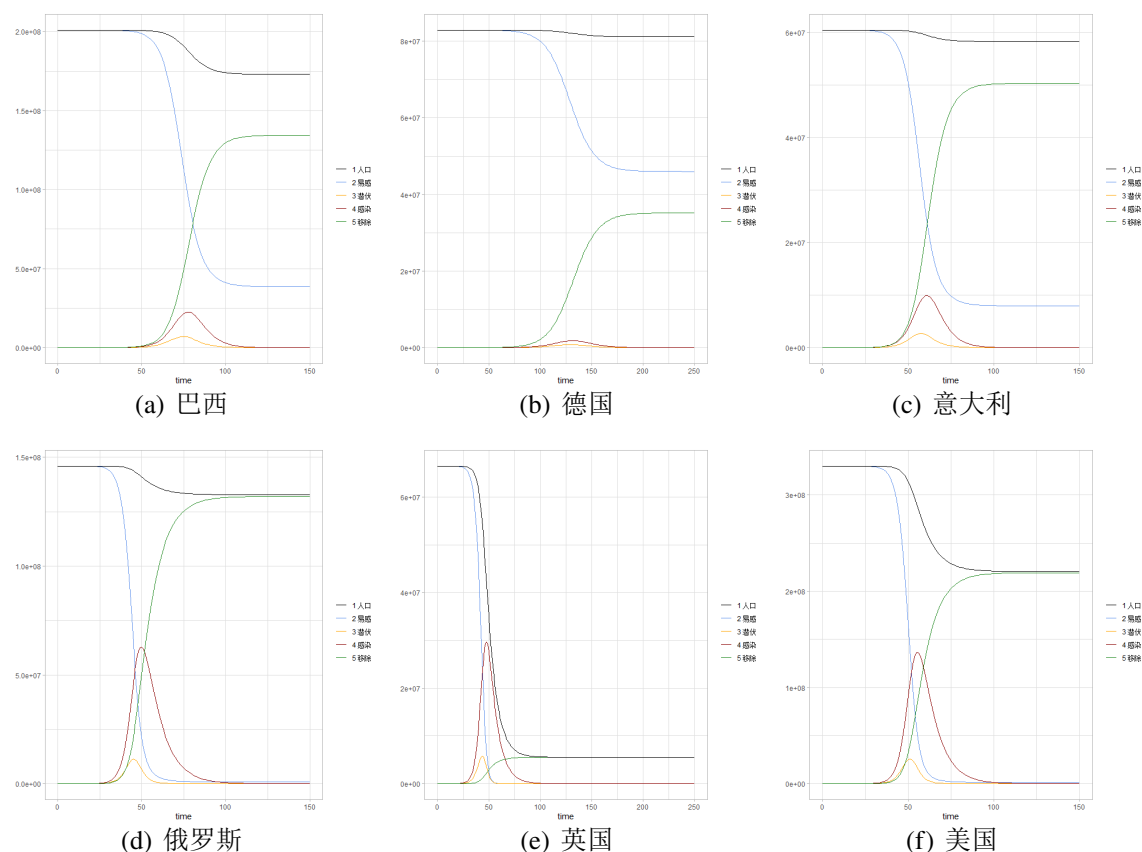 2.0e+08
1.5e+08
1.0e+08
5.0e+07
0.0e+00
0
50
100
150
time
1 人口
2 易感
3 潜伏
4 感染
5 移除
(a) 巴西
8e+07
6e+07
4e+07
2e+07
0e+00
0
50
100
150
200
250
time
1 人口
2 易感
3 潜伏
4 感染
5 移除
(b) 德国
6e+07
4e+07
2e+07
0e+00
0
50
100
150
time
1 人口
2 易感
3 潜伏
4 感染
5 移除
(c) 意大利
1.5e+08
1.0e+08
5.0e+07
0.0e+00
0
50
100
150
time
1 人口
2 易感
3 潜伏
4 感染
5 移除
(d) 俄罗斯
6e+07
4e+07
2e+07
0e+00
0
50
100
150
200
250
time
1 人口
2 易感
3 潜伏
4 感染
5 移除
(e) 英国
3e+08
2e+08
1e+08
0e+00
0
50
100
150
time
1 人口
2 易感
3 潜伏
4 感染
5 移除
(f) 美国